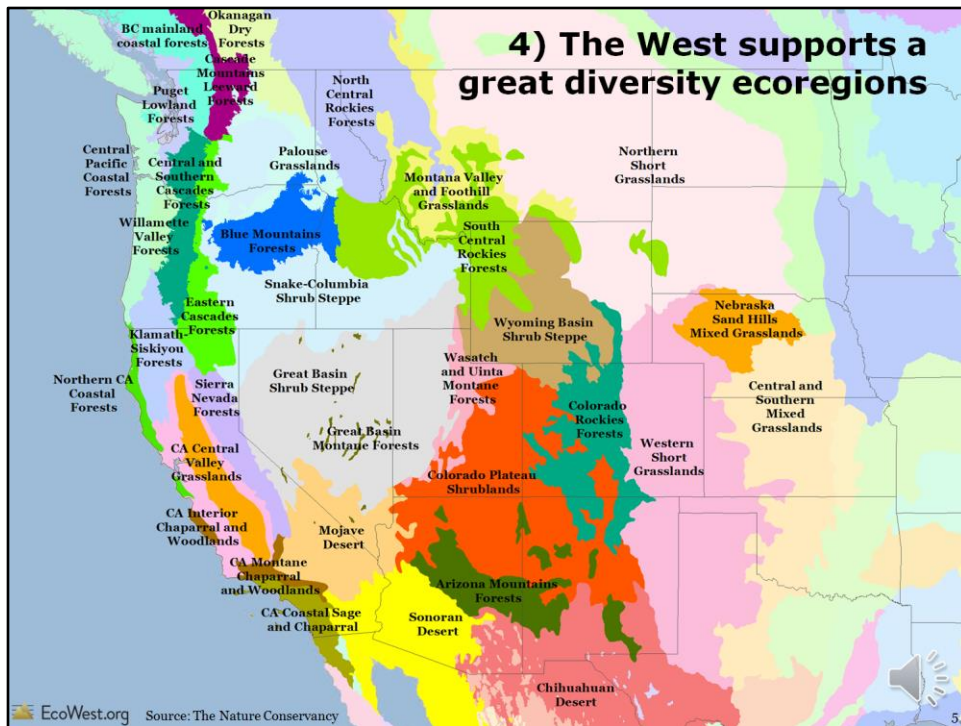 4) The West supports a
great diversity ecoregions
BC mainland
coastal forests
Okanagan
Dry
Forests
Cascade
Mountains
Leeward
Forests
Puget
Lowland
Forests
North
Central
Rockies
Forests
Central
Pacific
Coastal
Forests
Central and
Southern
Cascades
Forests
Palouse
Grasslands
Montana Valley
and Foothill
Grasslands
Northern
Short
Grasslands
Willamette
Valley
Forests
Blue Mountains
Forests
South
Central
Rockies
Forests
Snake-Columbia
Shrub Steppe
Eastern
Cascades
Forests
Klamath-
Siskiyou
Forests
Wyoming Basin
Shrub Steppe
Nebraska
Sand Hills
Mixed Grasslands
Northern CA
Coastal
Forests
Sierra
Nevada
Forests
Great Basin
Shrub Steppe
Wasatch
and Uinta
Montane
Forests
Great Basin
Montane Forests
Colorado
Rockies
Forests
Central and
Southern
Mixed
Grasslands
Western
Short
Grasslands
CA Central
Valley
Grasslands
Colorado Plateau
Shrublands
CA Interior
Chaparral and
Woodlands
Mojave
Desert
CA Montane
Chaparral
and Woodlands
Arizona Mountains
Forests
CA Coastal Sage
and Chaparral
Sonoran
Desert
Chihuahuan
Desert
EcoWest.org
Source: The Nature Conservancy
5